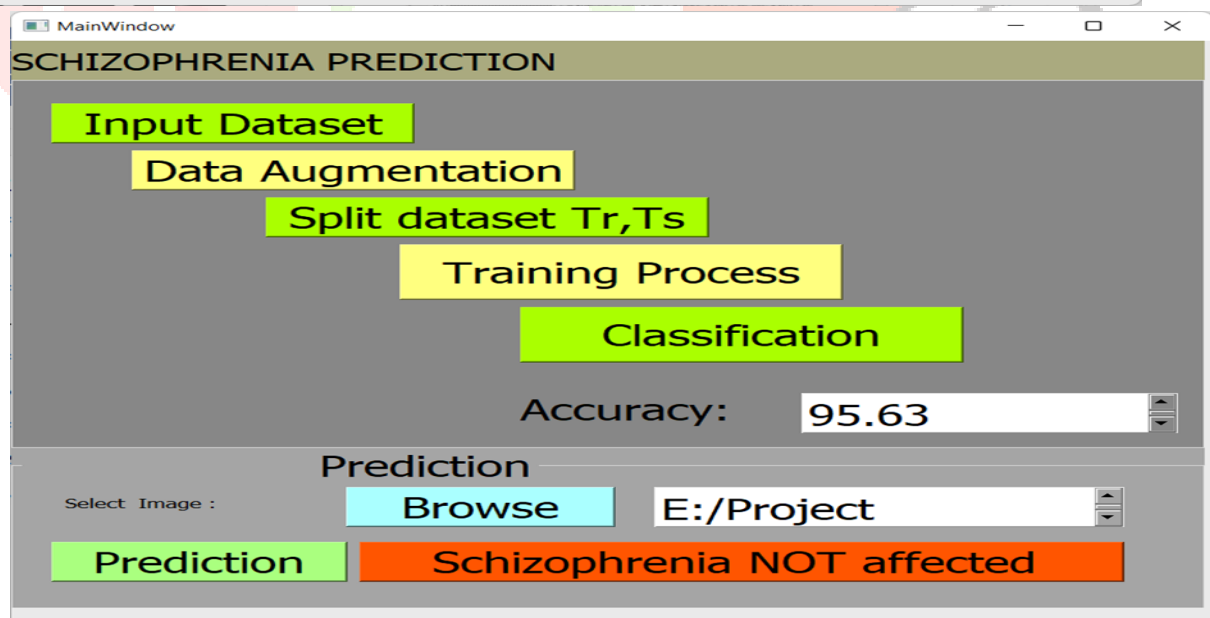 MainWindow
SCHIZOPHRENIA PREDICTION
Input Dataset
Data Augmentation
Split dataset Tr,Ts
Training Process
Classification
Accuracy: 95.63
Prediction
Select Image : Browse E:/Project
Prediction Schizophrenia NOT affected